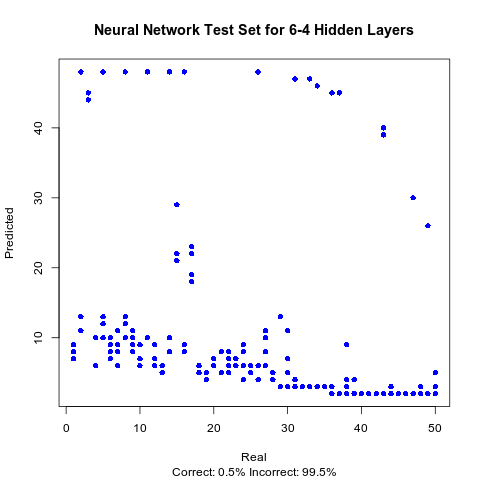 Neural Network Test Set for 6-4 Hidden Layers
Predicted
40
30
20
10
0 10 20 30 40 50
Real
Correct: 0.5% Incorrect: 99.5%